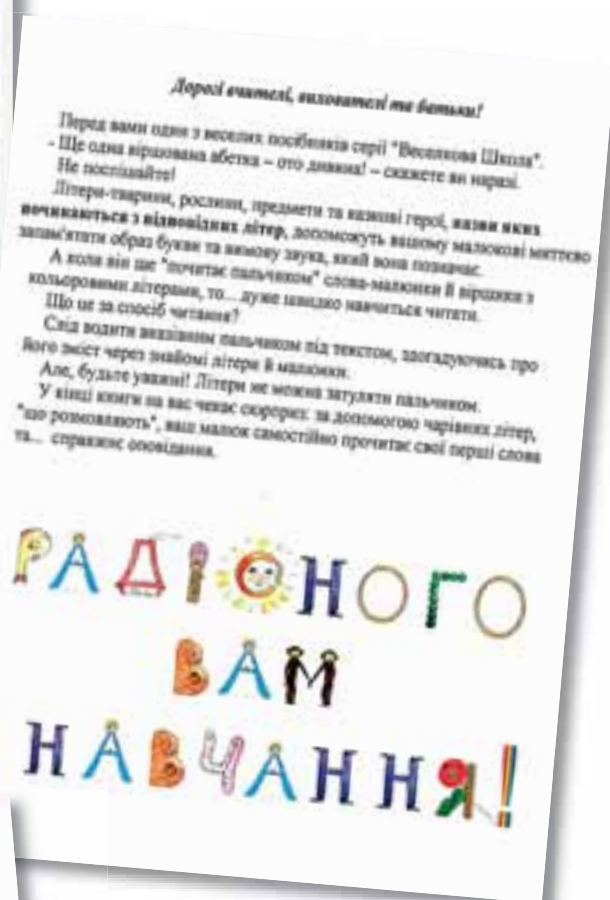 Дорогі вчителі, вихователі та батьки!
Перед вами один з веселих посібників серії "Веселкова Школа".
- Ще одна віршована абетка – ото дивина! – скажете ви наразі.
Не поспішайте!
Літери-тварини, рослини, предмети та казкові герої, назви яких
починаються з відповідних літер, допоможуть вашому малюкові миттєво
запам'ятати образ букви та вимову звука, який вона позначає.
А коли він ще "почитає пальчиком" слова-малюнки й віршики з
кольоровими літерами, то... дуже швидко навчиться читати.
Що це за спосіб читання?
Слід водити вказівним пальчиком під текстом, здогадуючись про
його зміст через знайомі літери й малюнки.
Але, будьте уважні! Літери не можна затуляти пальчиком.
У кінці книги на вас чекає сюрприз: за допомогою чарівних літер,
"що розмовляють", ваш малюк самостійно прочитає свої перші слова
та... справжнє оповідання.
РАДІСНОГО
ВАМ
НАВЧАННЯ!